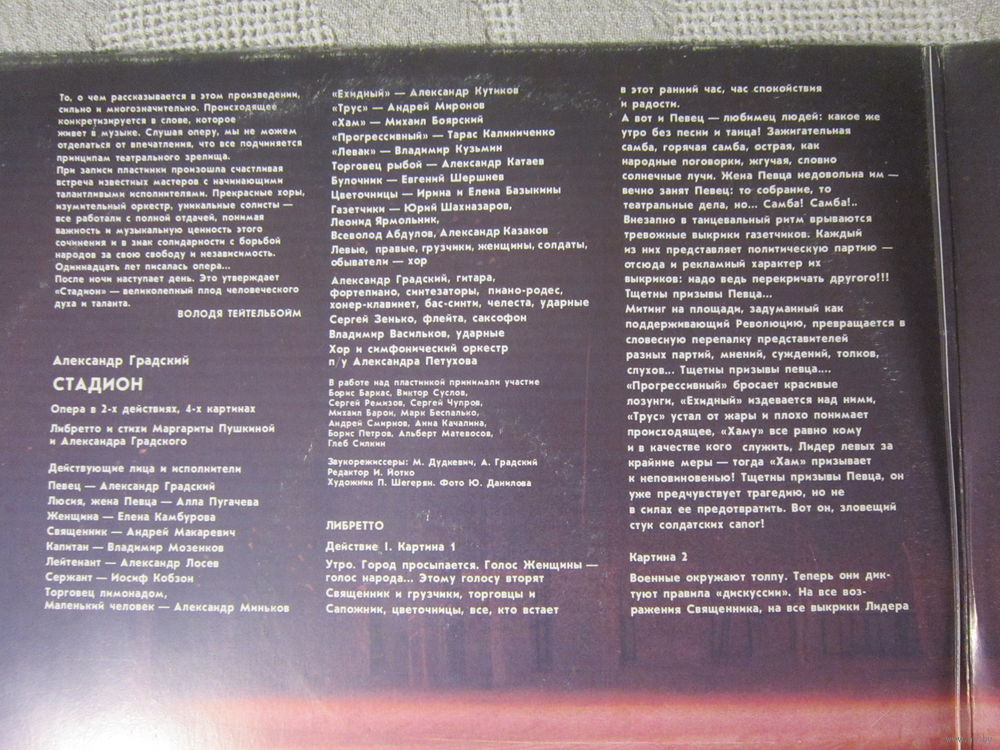 То, о чем рассказывается в этом произведении,
сильно и многозначительно. Происходящее
конкретизируется в слове, которое
живет в музыке. Слушая оперу, мы не можем
отделаться от впечатления, что все подчиняется
принципам театрального зрелища.
При записи пластинки произошла счастливая
встреча известных мастеров с начинающими
талантливыми исполнителями. Прекрасные хоры,
изумительный оркестр, уникальные солисты —
все работали с полной отдачей, понимая
важность и музыкальную ценность этого
сочинения и в знак солидарности с борьбой
народов за свою свободу и независимость.
Одиннадцать лет писалась опера...
После ночи наступает день. Это утверждает
«Стадион» — великолепный плод человеческого
духа и таланта.
ВОЛОДЯ ТЕЙТЕЛЬБОЙМ
Александр Градский
СТАДИОН
Опера в 2-х действиях, 4-х картинах
Либретто и стихи Маргариты Пушкиной
и Александра Градского
Действующие лица и исполнители
Певец — Александр Градский
Люсия, жена Певца — Алла Пугачева
Женщина — Елена Камбурова
Священник — Андрей Макаревич
Капитан — Владимир Мозенков
Лейтенант — Александр Лосев
Сержант — Иосиф Кобзон
Торговец лимонадом,
Маленький человек — Александр Миньков
«Ехидный» — Александр Кутиков
«Трус» — Андрей Миронов
«Хам» — Михаил Боярский
«Прогрессивный» — Тарас Калиниченко
«Левак» — Владимир Кузьмин
Торговец рыбой — Александр Катаев
Булочник — Евгений Шершнев
Цветочницы — Ирина и Елена Базыкины
Газетчики — Юрий Шахназаров,
Леонид Ярмольник,
Всеволод Абдулов, Александр Казаков
Левые, правые, грузчики, женщины, солдаты,
обыватели — хор
Александр Градский, гитара,
фортепиано, синтезаторы, пиано-родес,
хонер-клавинет, бас-синти, челеста, ударные
Сергей Зенько, флейта, саксофон
Владимир Васильков, ударные
Хор и симфонический оркестр
п/у Александра Петухова
В работе над пластинкой принимали участие
Борис Баркас, Виктор Суслов,
Сергей Ремизов, Сергей Чупров,
Михаил Барон, Марк Беспалько,
Андрей Смирнов, Анна Качалина,
Борис Петров, Альберт Матевосов,
Глеб Силкин
Звукорежиссеры: М. Дудкевич, А. Градский
Редактор И. Йотко
Художник П. Шегерян. Фото Ю. Данилова
ЛИБРЕТТО
Действие I. Картина 1
Утро. Город просыпается. Голос Женщины —
голос народа... Этому голосу вторят
Священник и грузчики, торговцы и
Сапожник, цветочницы, все, кто встает
в этот ранний час, час спокойствия
и радости.
А вот и Певец — любимец людей: какое же
утро без песни и танца! Зажигательная
самба, горячая самба, острая, как
народные поговорки, жгучая, словно
солнечные лучи. Жена Певца недовольна им —
вечно занят Певец: то собрание, то
театральные дела, но... Самба! Самба!..
Внезапно в танцевальный ритм врываются
тревожные выкрики газетчиков. Каждый
из них представляет политическую партию —
отсюда и рекламный характер их
выкриков: надо ведь перекричать другого!!!
Тщетны призывы Певца...
Митинг на площади, задуманный как
поддерживающий Революцию, превращается в
словесную перепалку представителей
разных партий, мнений, суждений, толков,
слухов... Тщетны призывы певца....
«Прогрессивный» бросает красивые
лозунги, «Ехидный» издевается над ними,
«Трус» устал от жары и плохо понимает
происходящее, «Хаму» все равно кому
и в качестве кого служить, Лидер левых за
крайние меры — тогда «Хам» призывает
к неповиновенью! Тщетны призывы Певца, он
уже предчувствует трагедию, но не
в силах ее предотвратить. Вот он, зловещий
стук солдатских сапог!
Картина 2
Военные окружают толпу. Теперь они дик-
туют правила «дискуссии». На все воз-
ражения Священника, на все выкрики Лидера